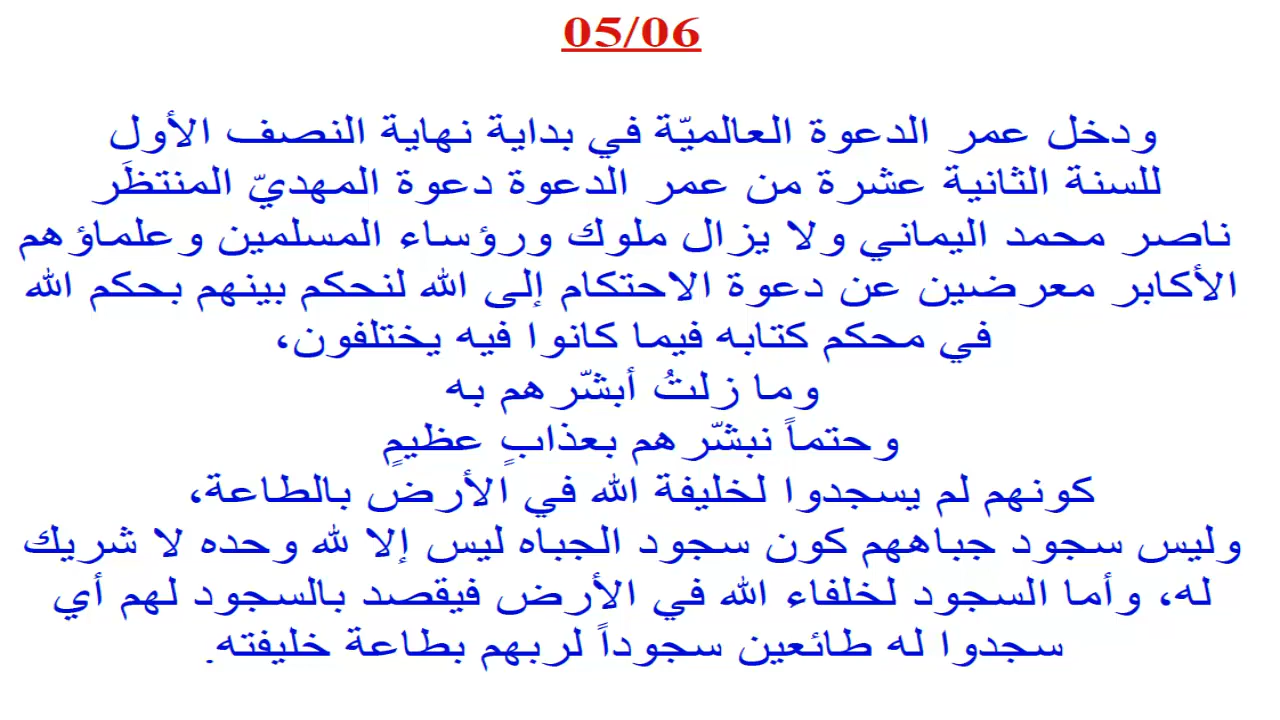 05/06
ودخل عمر الدعوة العالميّة في بداية نهاية النصف الأول
للسنة الثانية عشرة من عمر الدعوة دعوة المهديّ المنتظَر
ناصر محمد اليماني ولا يزال ملوك ورؤساء المسلمين وعلماؤهم
الأكابر معرضين عن دعوة الاحتكام إلى الله لنحكم بينهم بحكم الله
في محكم كتابه فيما كانوا فيه يختلفون،
وما زلتُ أبشّرهم به
وحتماً نبشّرهم بعذابٍ عظيمٍ
كونهم لم يسجدوا لخليفة الله في الأرض بالطاعة،
وليس سجود جباههم كون سجود الجباه ليس إلا لله وحده لا شريك
له، وأما السجود لخلفاء الله في الأرض فيقصد بالسجود لهم أي
سجدوا له طائعين سجوداً لربهم بطاعة خليفته.